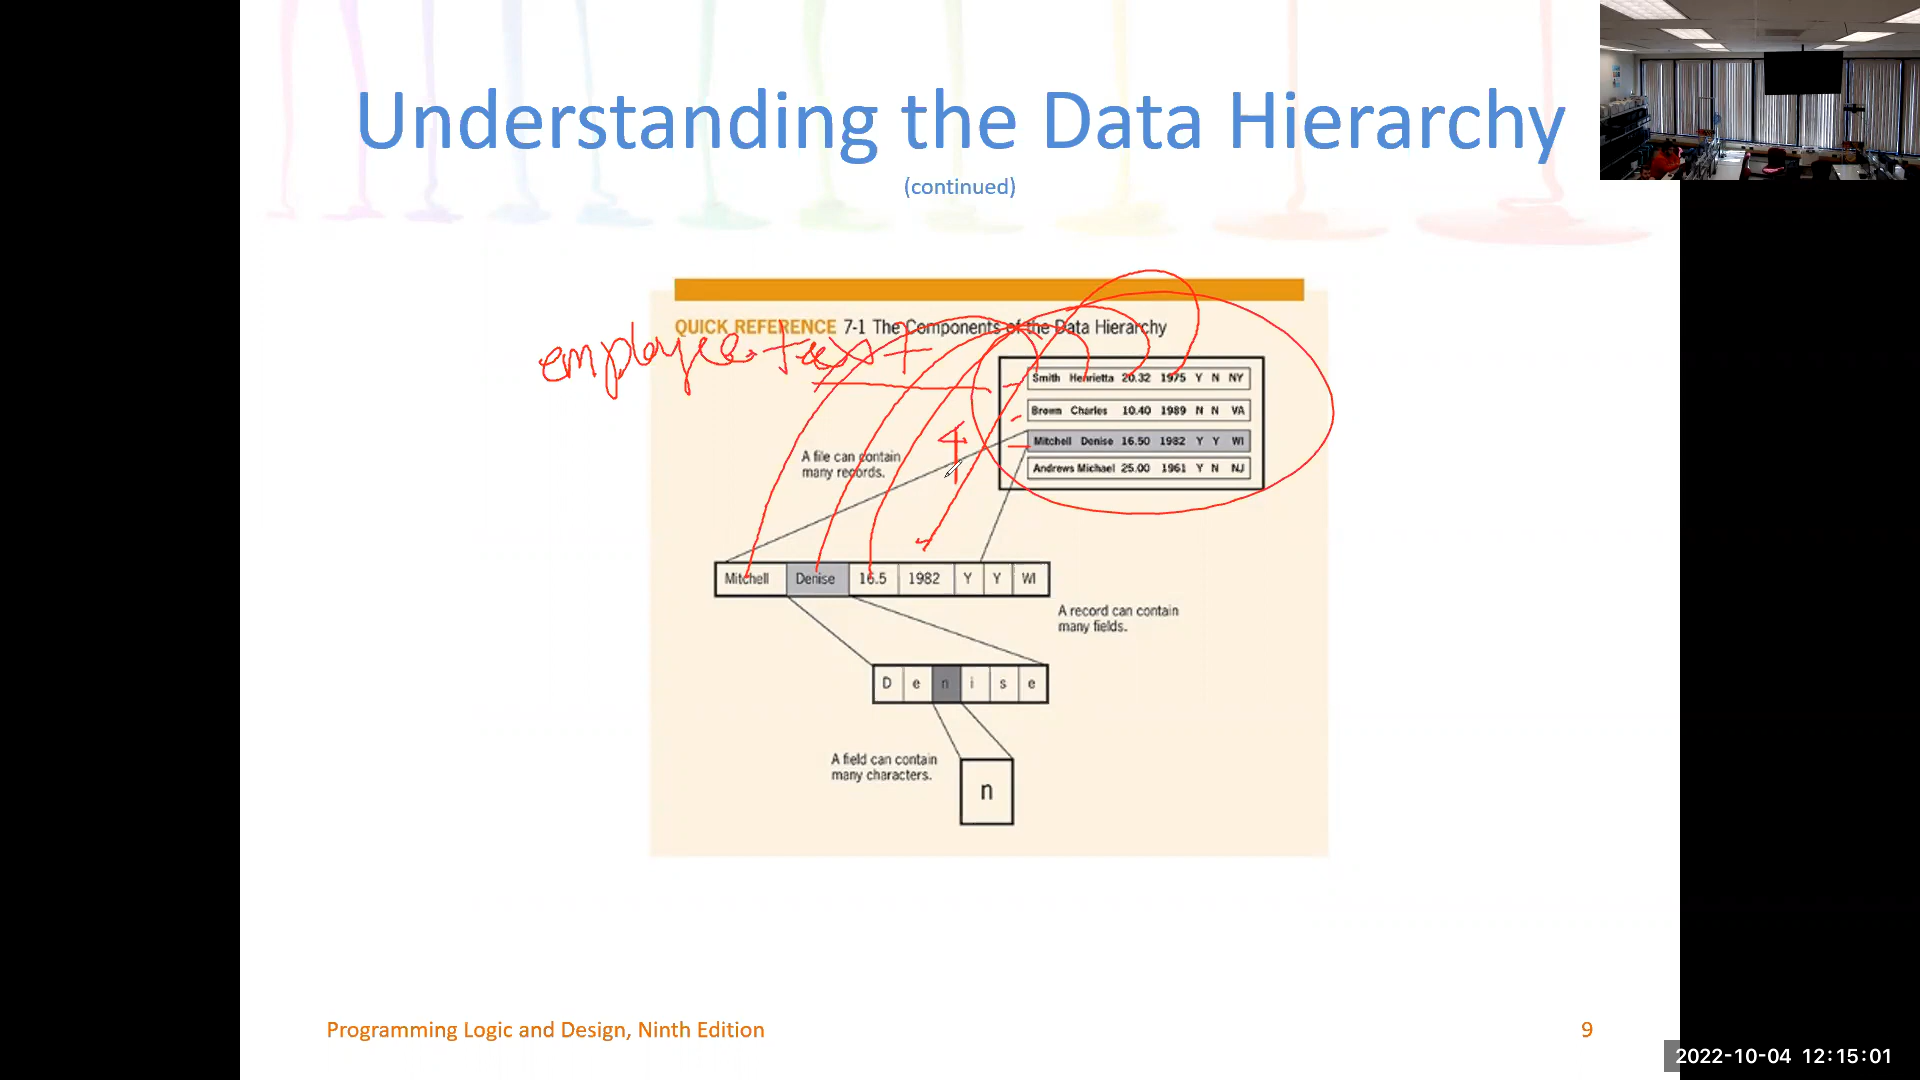 Understanding the Data Hierarchy
(continued)
QUICK REFERENCE 7-1 The Components of the Data Hierarchy
employee.text
Smith Henrietta 20.32 1975 Y N NY
Brown Charles 10.40 1989 N N VA
Mitchell Denise 16.50 1982 Y Y WI
Andrews Michael 25.00 1961 Y N NJ
A file can contain
many records.
4
Mitchell Denise 16.5 1982 Y Y WI
A record can contain
many fields.
D e n i s e
A field can contain
many characters.
n
Programming Logic and Design, Ninth Edition
9
2022-10-04 12:15:01